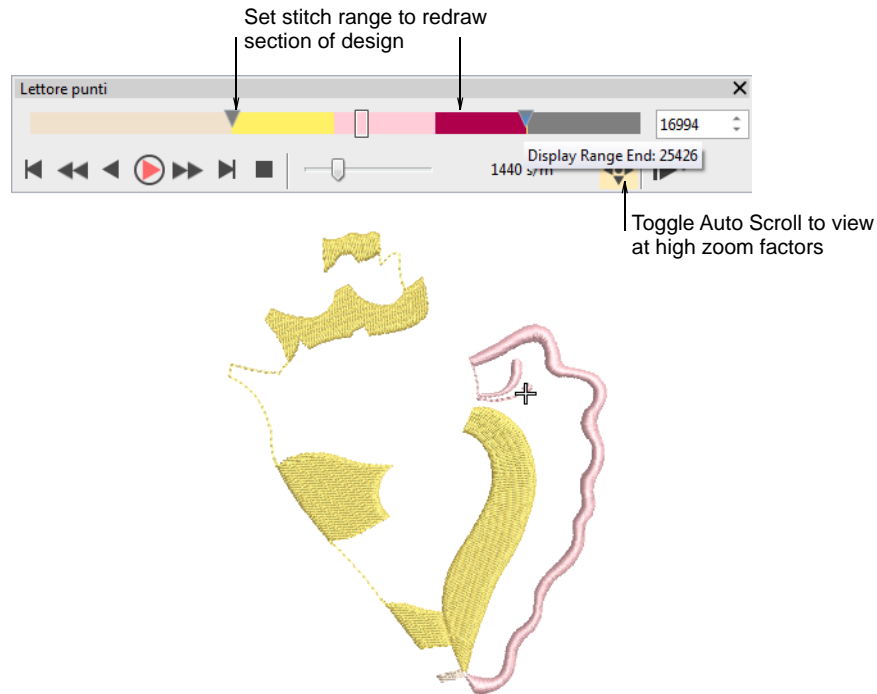 Set stitch range to redraw
section of design
Lettore punti
16994
Display Range End: 25426
1440 s/m
Toggle Auto Scroll to view
at high zoom factors